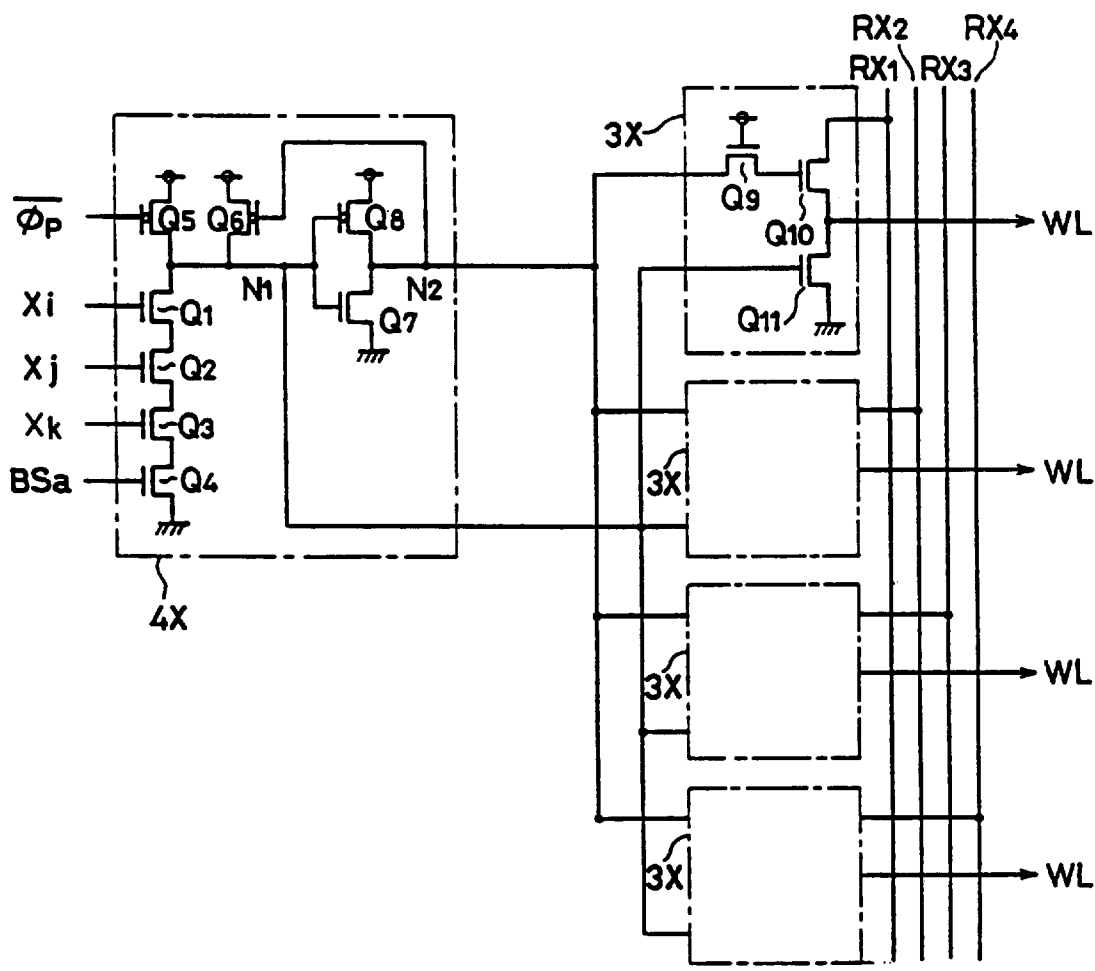 RX2 RX4
RX1 RX3
3X
Q9
Q10
WL
Q11
φP
Q5 Q6 Q8
N1 N2
Xi Q1 Q7
Xj Q2
Xk Q3
BSa Q4
4X
3X WL
3X WL
3X WL